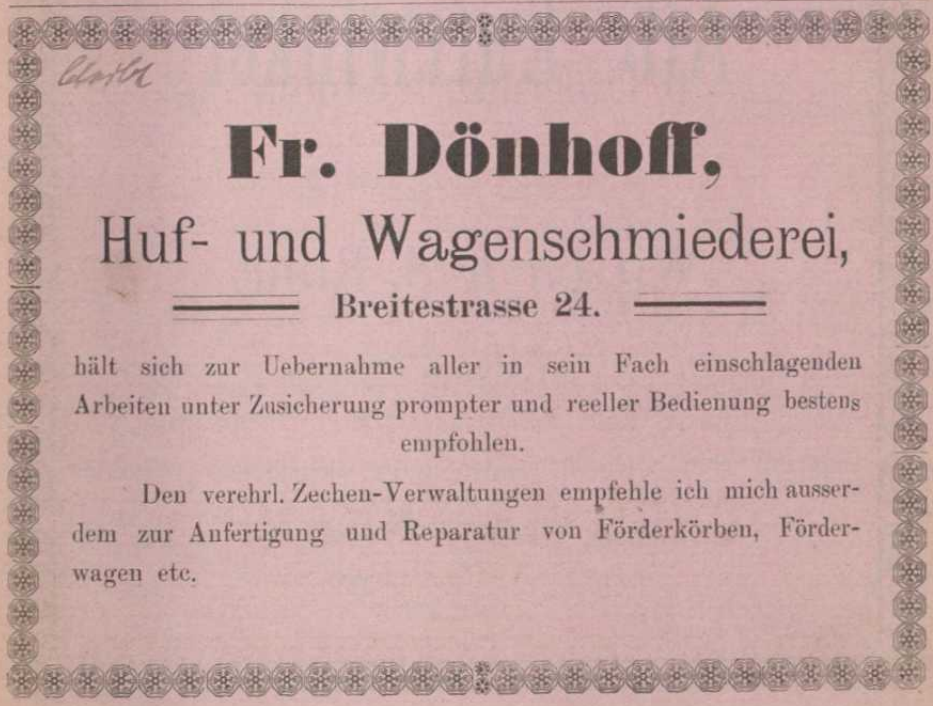 Fr. Dönhoff,
Huf- und Wagenschmiederei,
Breitestrasse 24.
hält sich zur Uebernahme aller in sein Fach einschlagenden
Arbeiten unter Zusicherung prompter und reeller Bedienung bestens
empfohlen.
Den verehrl. Zechen-Verwaltungen empfehle ich mich ausser-
dem zur Anfertigung und Reparatur von Förderkörben, Förder-
wagen etc.